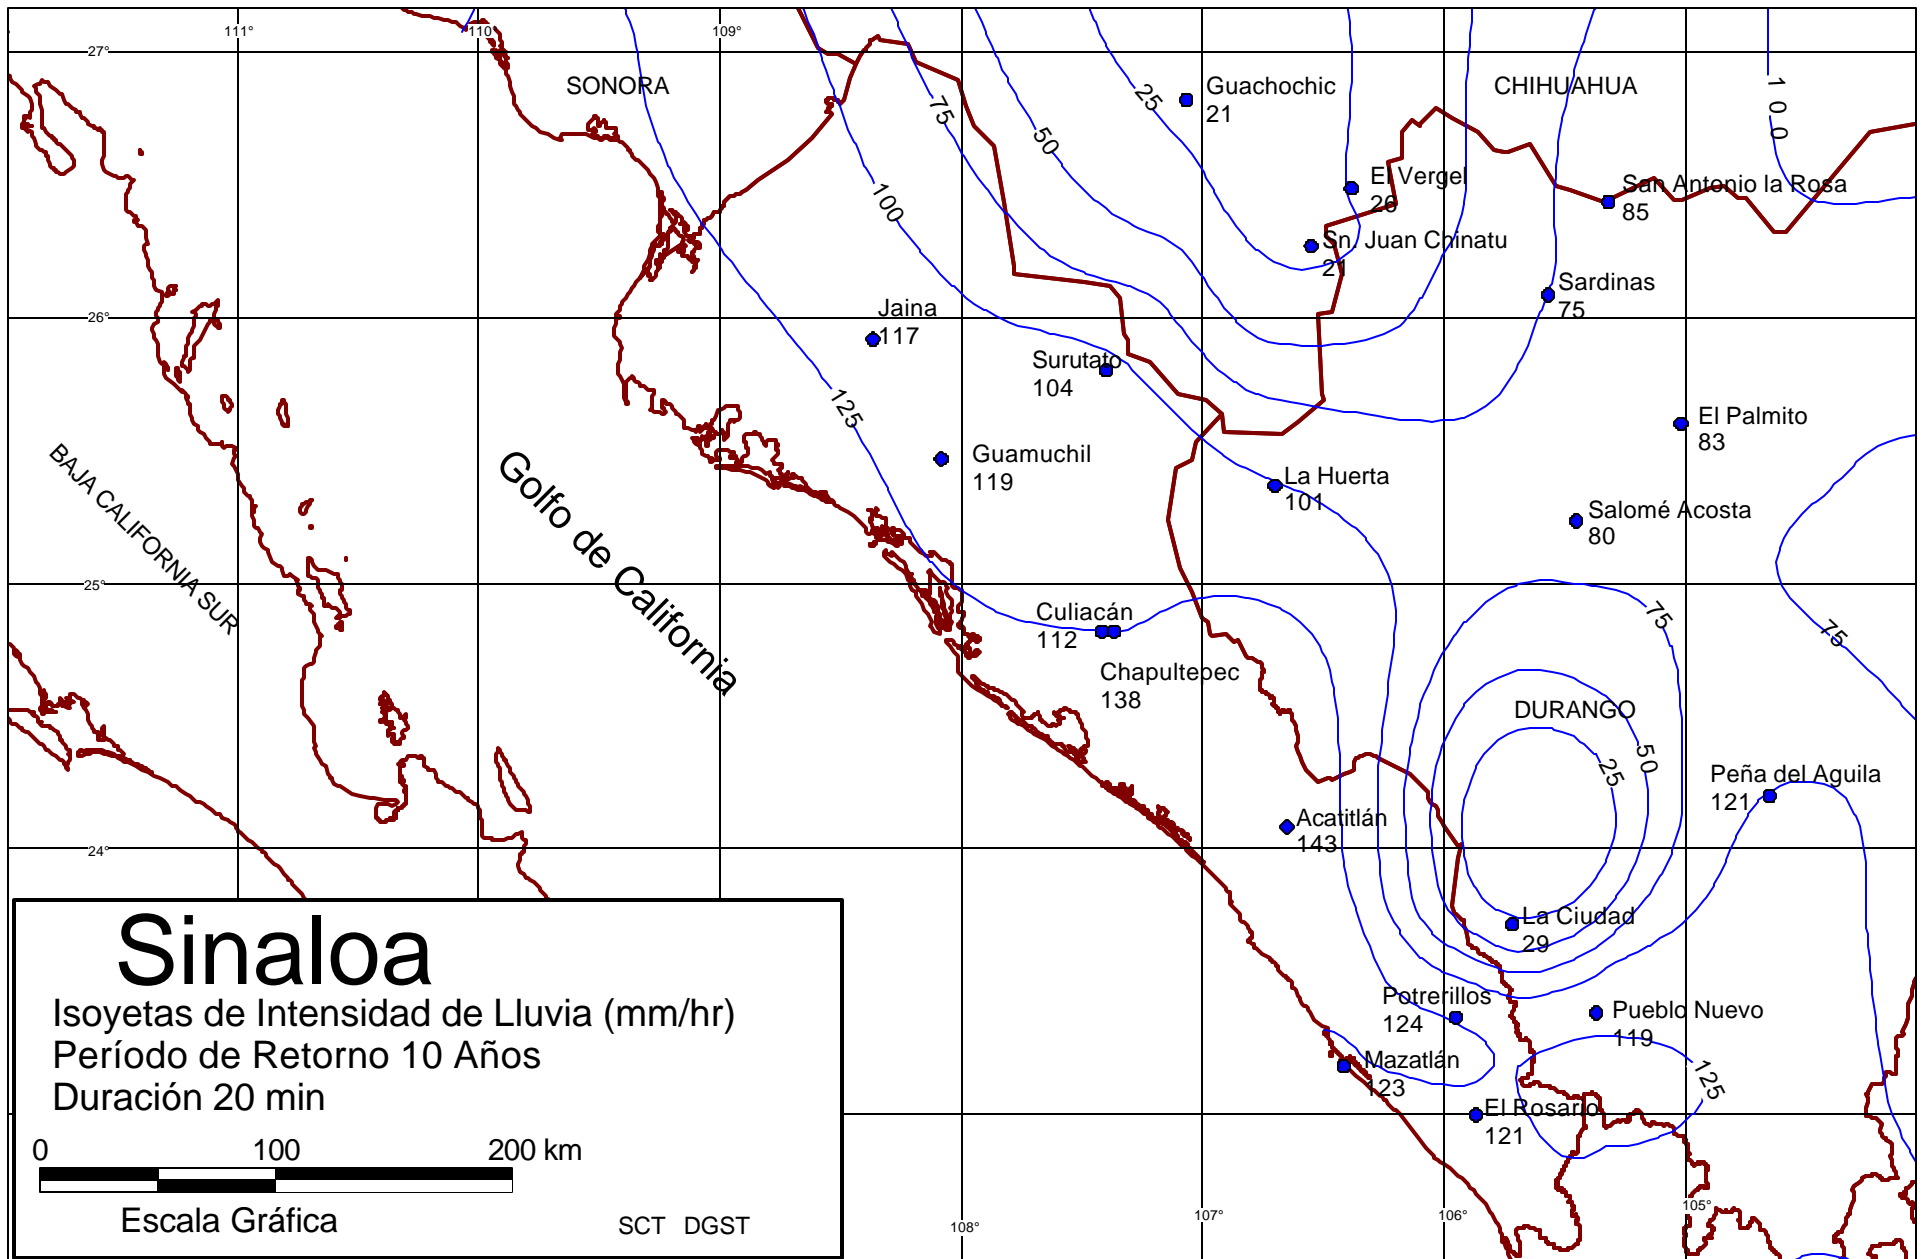 111°
110°
109°
27°
SONORA
Guachochic
21
CHIHUAHUA
100
25
75
50
El Vergel
26
San Antonio la Rosa
85
100
Sn. Juan Chinatu
21
Sardinas
75
26°
Jaina
117
Surutato
104
125
El Palmito
83
Guamuchil
119
La Huerta
101
Salomé Acosta
80
BAJA CALIFORNIA SUR
Golfo de California
25°
Culiacán
112
75
75
Chapultepec
138
DURANGO
50
25
Peña del Aguila
121
Acatitlán
143
24°
La Ciudad
29
Potrerillos
124
Pueblo Nuevo
119
Mazatlán
123
125
El Rosario
121
Sinaloa
Isoyetas de Intensidad de Lluvia (mm/hr)
Período de Retorno 10 Años
Duración 20 min
0 100 200 km
Escala Gráfica
SCT DGST
108°
107°
106°
105°